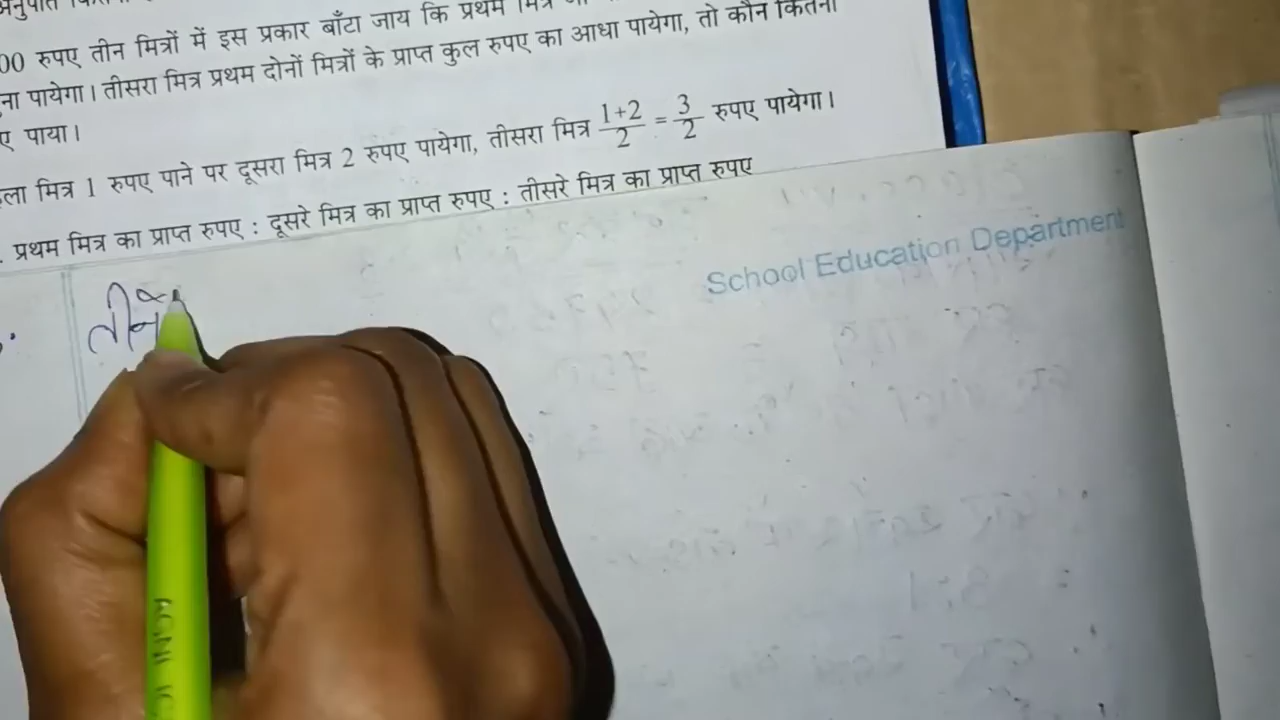 अनुपात
00 रुपए तीन मित्रों में इस प्रकार बाँटा जाय कि प्रथम मित्र
ना पायेगा। तीसरा मित्र प्रथम दोनों मित्रों के प्राप्त कुल रुपए का आधा पायेगा, तो कौन कितना
ए पाया।
ला मित्र 1 रुपए पाने पर दूसरा मित्र 2 रुपए पायेगा, तीसरा मित्र 1+2/2 = 3/2 रुपए पायेगा।
. प्रथम मित्र का प्राप्त रुपए : दूसरे मित्र का प्राप्त रुपए : तीसरे मित्र का प्राप्त रुपए
School Education Department
तीन